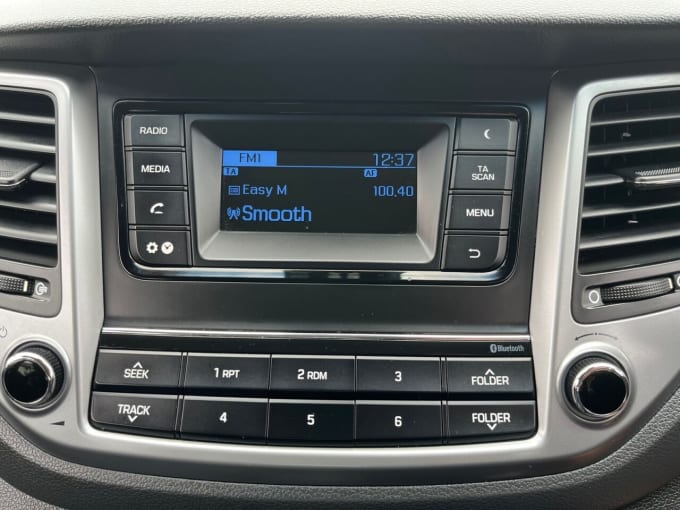 RADIO
MEDIA
FM1 12:37
TA AF
Easy M 100.40
Smooth
TA
SCAN
MENU
Bluetooth
SEEK 1 RPT 2 RDM 3 FOLDER
TRACK 4 5 6 FOLDER